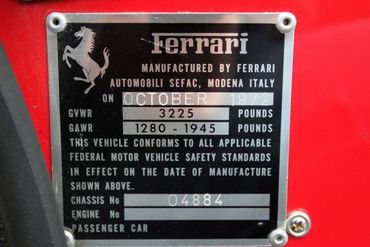 Ferrari
MANUFACTURED BY FERRARI
AUTOMOBILI SEFAC, MODENA ITALY
ON OCTOBER 1972
GVWR 3225 POUNDS
GAWR 1280 - 1945 POUNDS
THIS VEHICLE CONFORMS TO ALL APPLICABLE
FEDERAL MOTOR VEHICLE SAFETY STANDARDS
IN EFFECT ON THE DATE OF MANUFACTURE
SHOWN ABOVE.
CHASSIS No 04884
ENGINE No
PASSENGER CAR